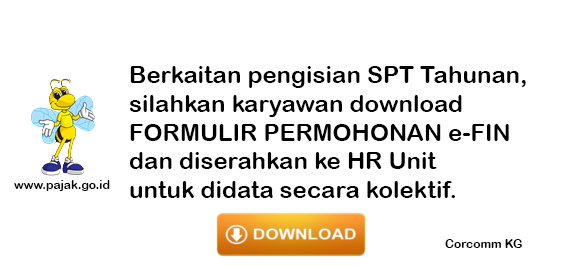 Berkaitan pengisian SPT Tahunan,
silahkan karyawan download
FORMULIR PERMOHONAN e-FIN
dan diserahkan ke HR Unit
www.pajak.go.id
untuk didata secara kolektif.
DOWNLOAD
Corcomm KG